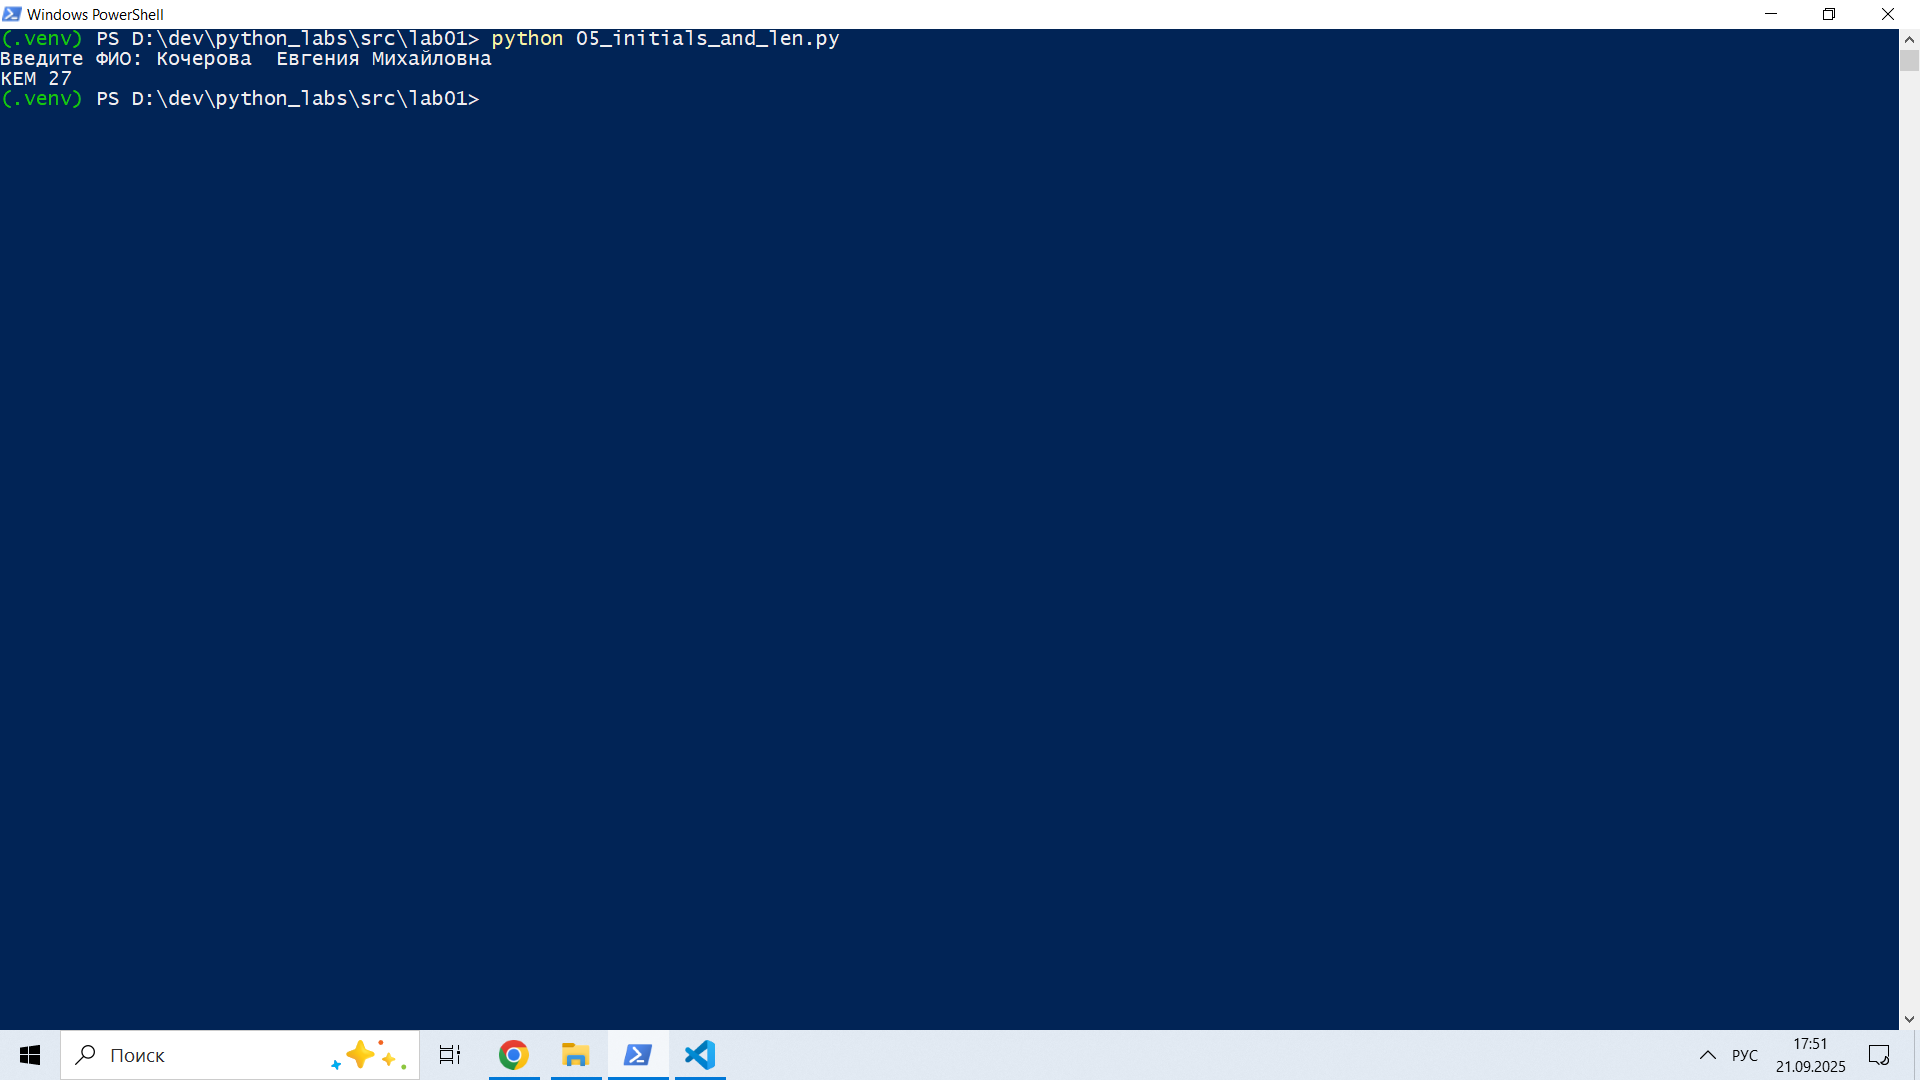 Windows PowerShell
(.venv) PS D:\dev\python_labs\src\lab01> python 05_initials_and_len.py
Введите ФИО: Кочерова  Евгения Михайловна
КЕМ 27
(.venv) PS D:\dev\python_labs\src\lab01>
Поиск
РУС
17:51
21.09.2025